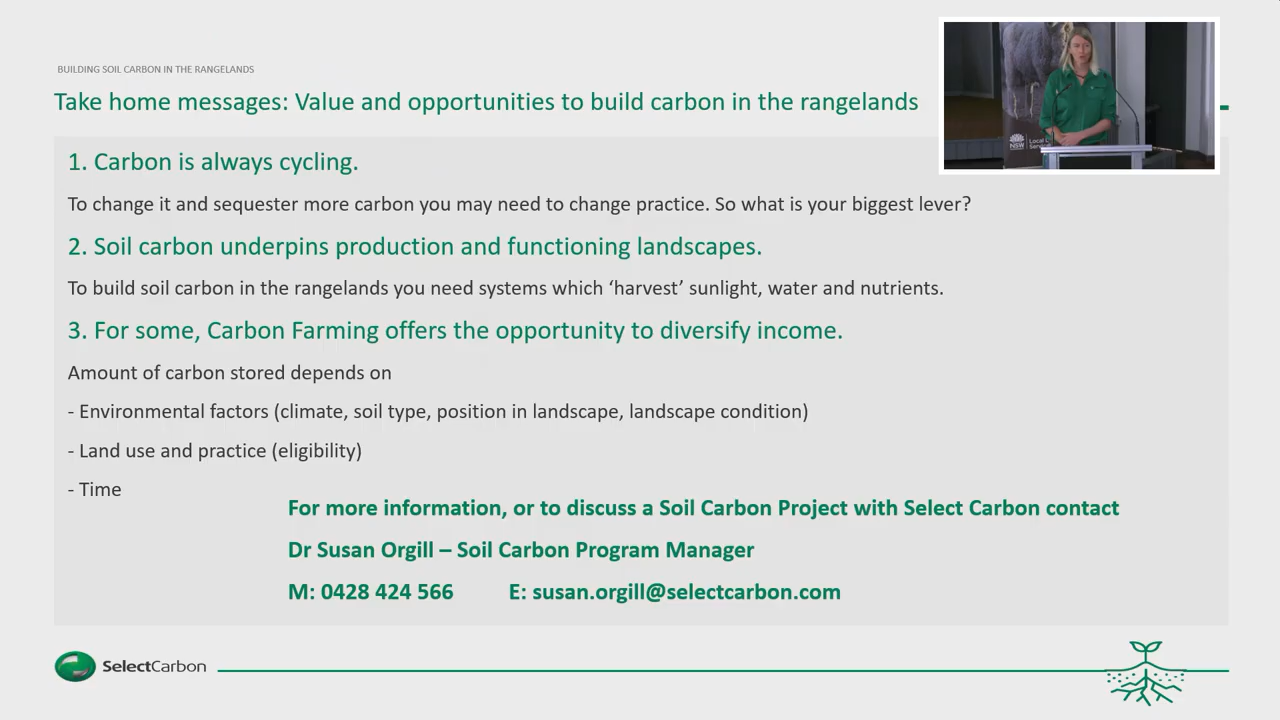 BUILDING SOIL CARBON IN THE RANGELANDS
Take home messages: Value and opportunities to build carbon in the rangelands
1. Carbon is always cycling.
To change it and sequester more carbon you may need to change practice. So what is your biggest lever?
2. Soil carbon underpins production and functioning landscapes.
To build soil carbon in the rangelands you need systems which ‘harvest’ sunlight, water and nutrients.
3. For some, Carbon Farming offers the opportunity to diversify income.
Amount of carbon stored depends on
- Environmental factors (climate, soil type, position in landscape, landscape condition)
- Land use and practice (eligibility)
- Time
For more information, or to discuss a Soil Carbon Project with Select Carbon contact
Dr Susan Orgill – Soil Carbon Program Manager
M: 0428 424 566 E: susan.orgill@selectcarbon.com
SelectCarbon
NSW